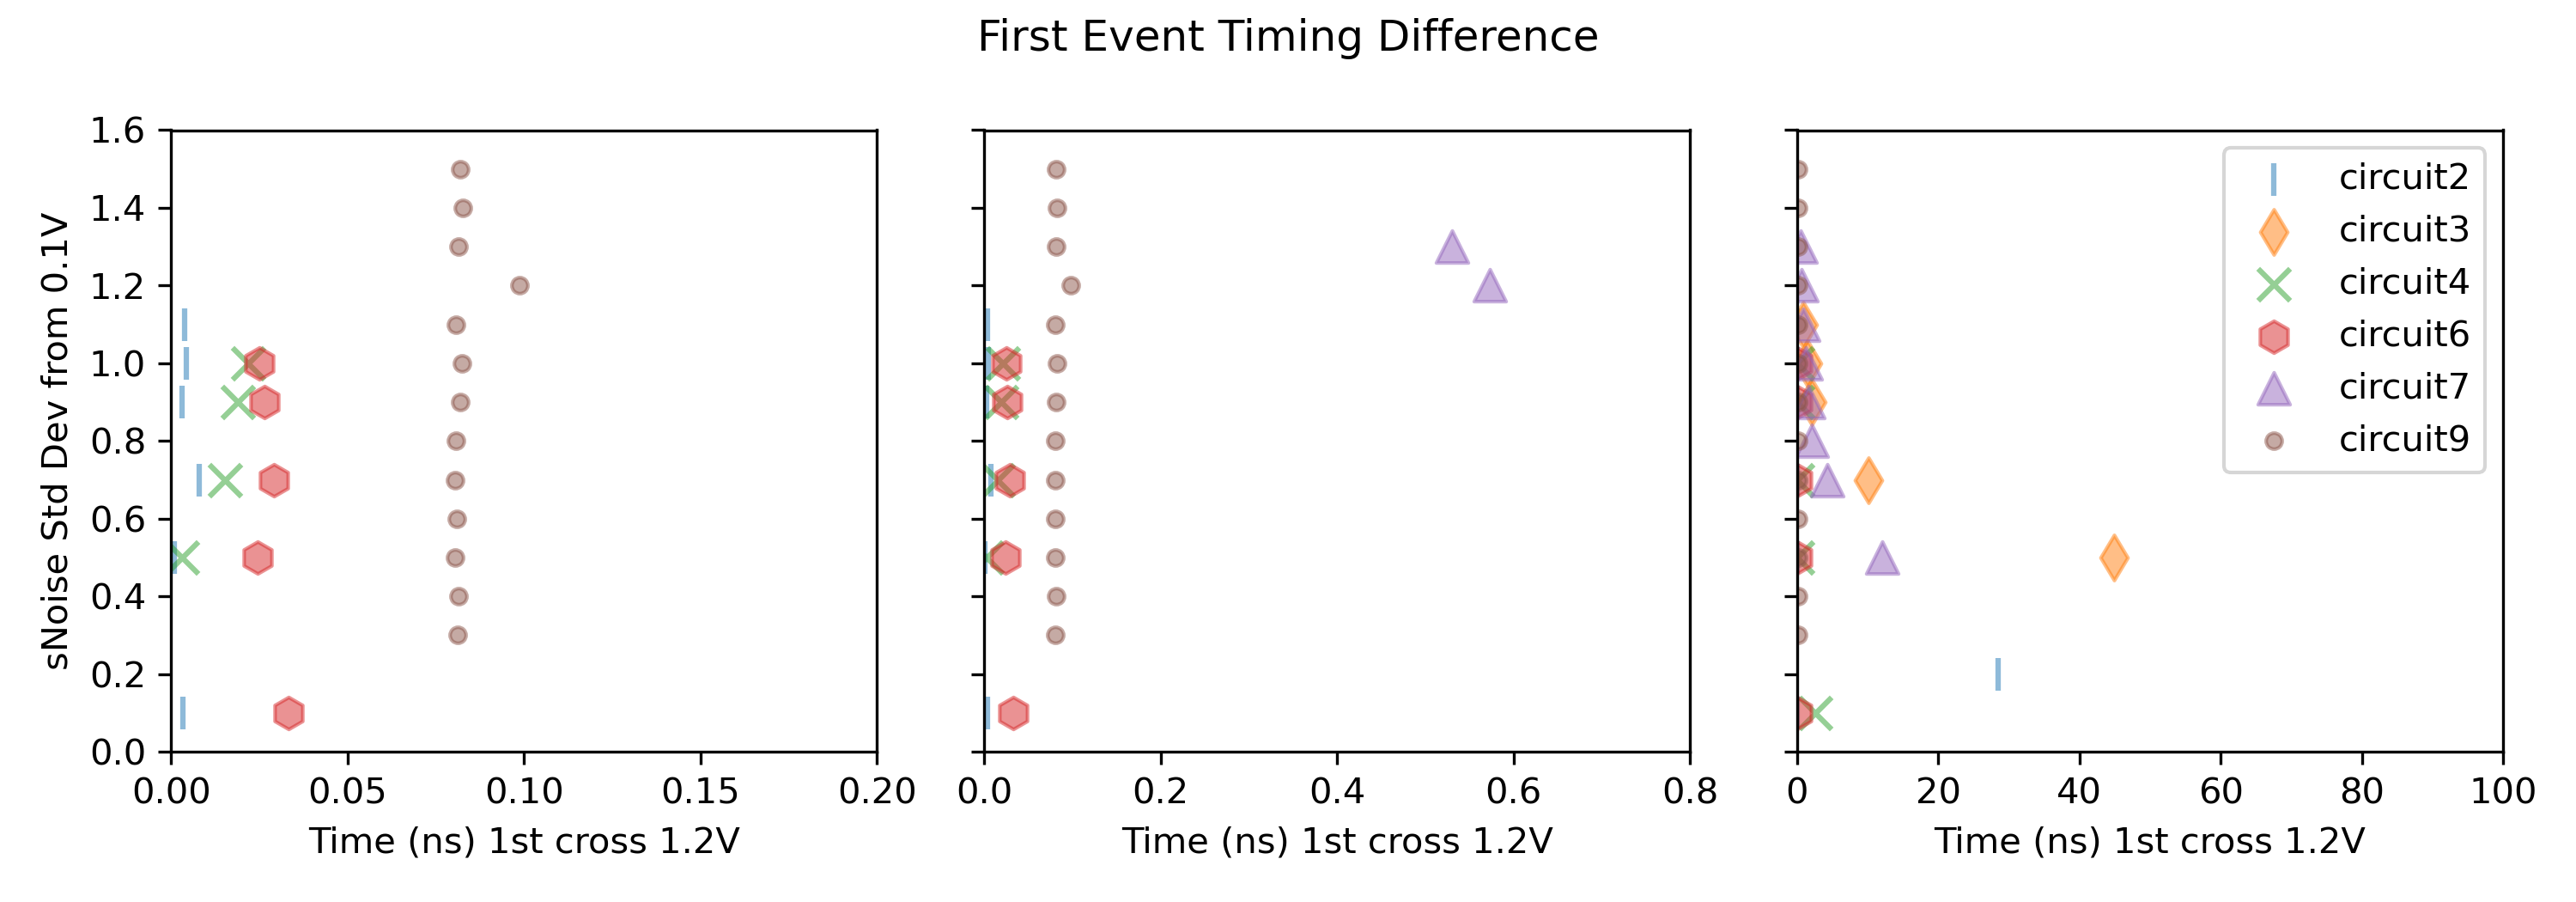 First Event Timing Difference
sNoise Std Dev from 0.1V
1.6
1.4
1.2
1.0
0.8
0.6
0.4
0.2
0.0
0.00 0.05 0.10 0.15 0.20
Time (ns) 1st cross 1.2V
0.0 0.2 0.4 0.6 0.8
Time (ns) 1st cross 1.2V
circuit2
circuit3
circuit4
circuit6
circuit7
circuit9
0 20 40 60 80 100
Time (ns) 1st cross 1.2V